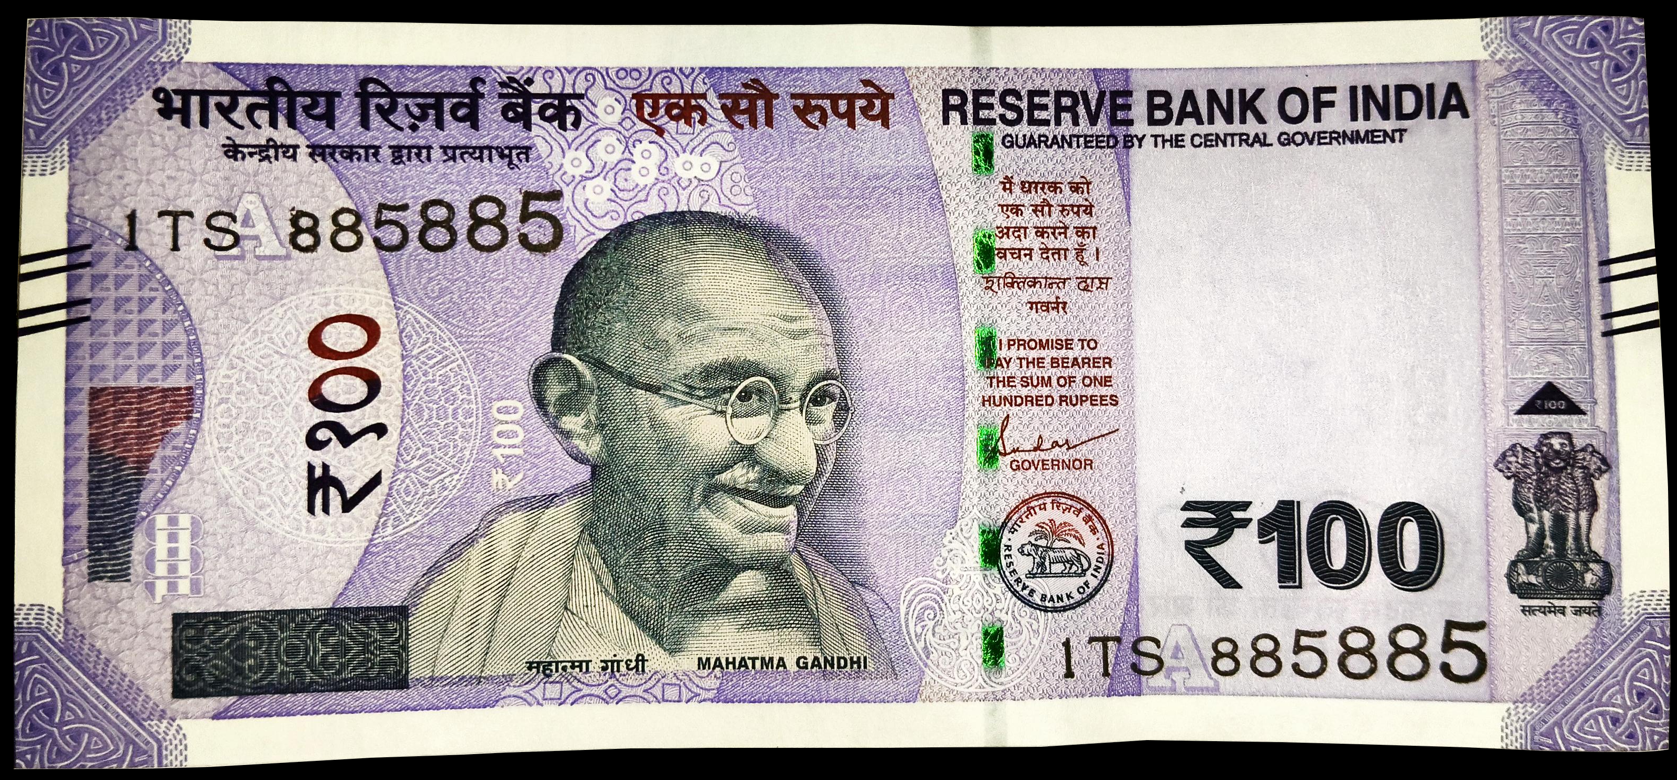 भारतीय रिज़र्व बैंक
एक सौ रुपये
RESERVE BANK OF INDIA
केन्द्रीय सरकार द्वारा प्रत्याभूत
GUARANTEED BY THE CENTRAL GOVERNMENT
1TS 885885
A
मैं धारक को
एक सौ रुपये
अदा करने का
वचन देता हूँ ।
शक्तिकान्त दास
गवर्नर
₹१००
₹100
I PROMISE TO
PAY THE BEARER
THE SUM OF ONE
HUNDRED RUPEES
GOVERNOR
₹100
भारतीय रिज़र्व बैंक
RESERVE BANK OF INDIA
₹100
सत्यमेव जयते
महात्मा गांधी
MAHATMA GANDHI
1TS 885885
A